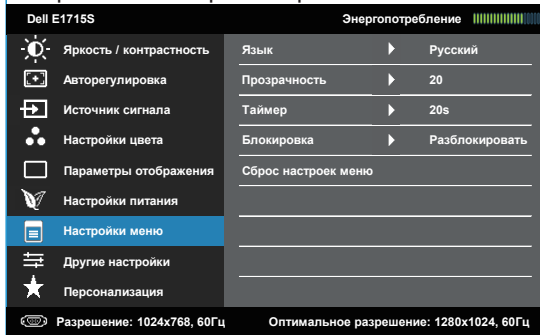 Dell E1715S Энергопотребление
Яркость / контрастность Язык Русский
Авторегулировка Прозрачность 20
Источник сигнала Таймер 20s
Настройки цвета Блокировка Разблокировать
Параметры отображения Сброс настроек меню
Настройки питания
Настройки меню
Другие настройки
Персонализация
Разрешение: 1024x768, 60Гц Оптимальное разрешение: 1280x1024, 60Гц